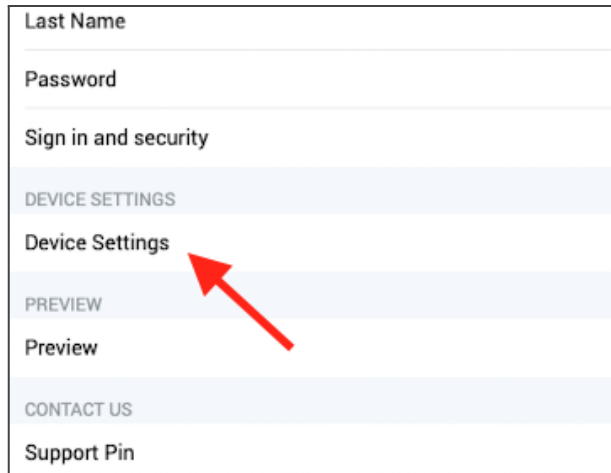 Last Name
Password
Sign in and security
DEVICE SETTINGS
Device Settings
PREVIEW
Preview
CONTACT US
Support Pin